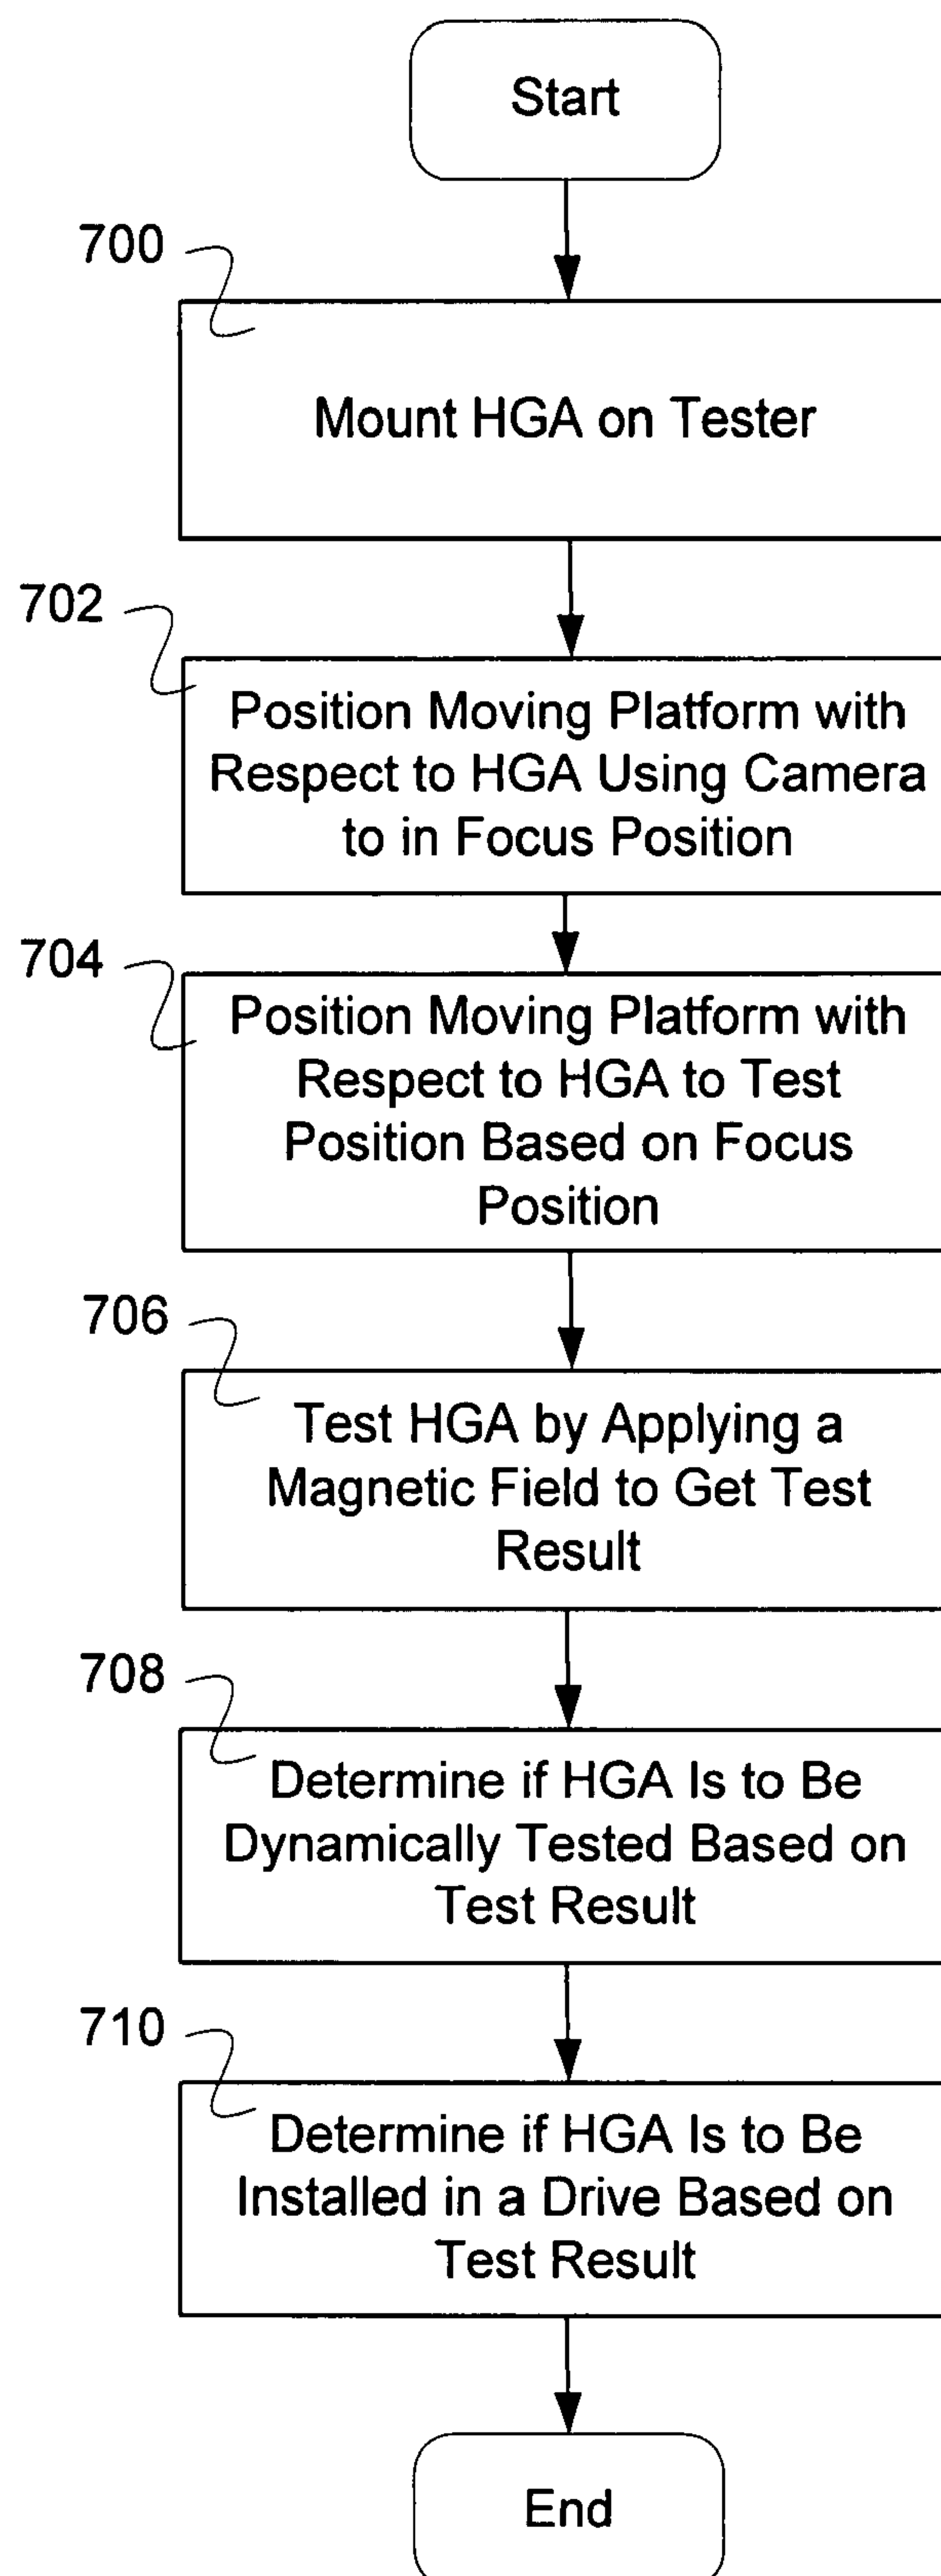 Start
700
Mount HGA on Tester
702
Position Moving Platform with
Respect to HGA Using Camera
to in Focus Position
704
Position Moving Platform with
Respect to HGA to Test
Position Based on Focus
Position
706
Test HGA by Applying a
Magnetic Field to Get Test
Result
708
Determine if HGA Is to Be
Dynamically Tested Based on
Test Result
710
Determine if HGA Is to Be
Installed in a Drive Based on
Test Result
End